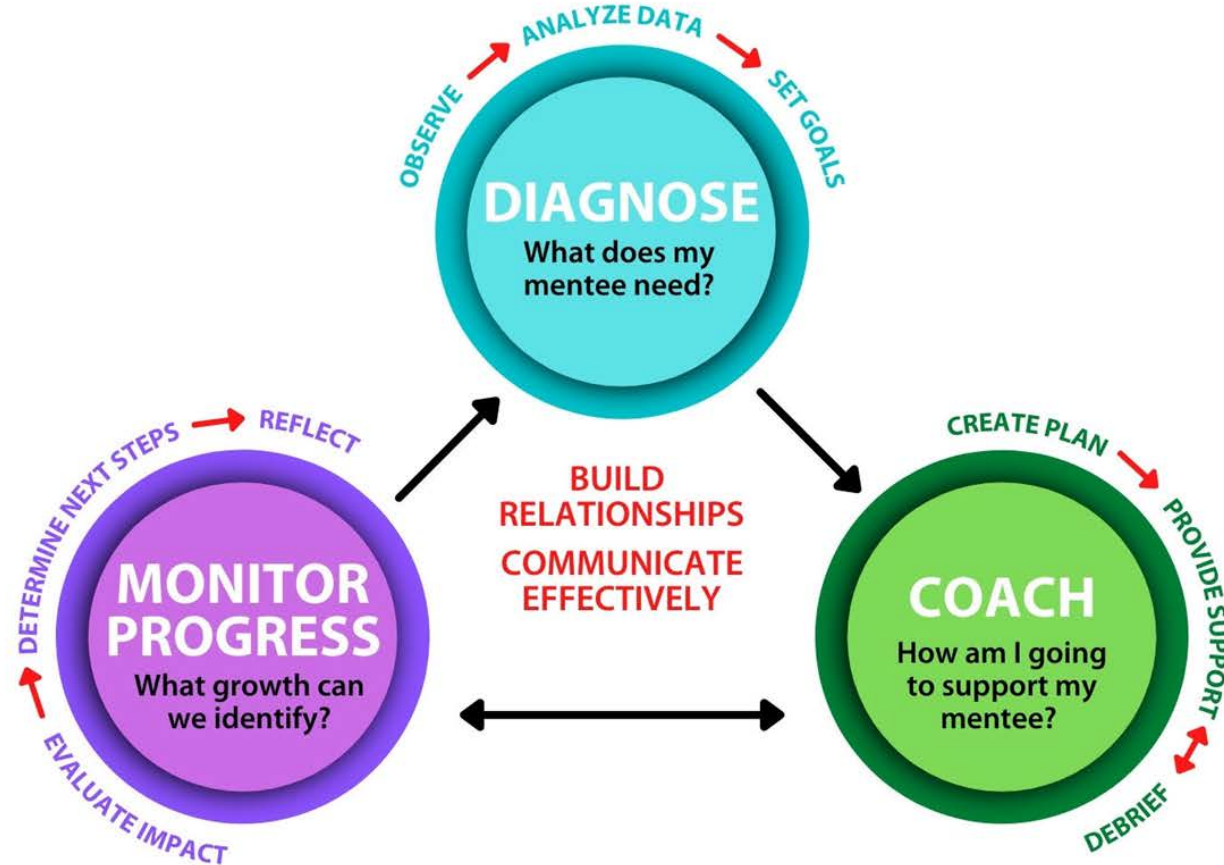 OBSERVE
ANALYZE DATA
SET GOALS
DIAGNOSE
What does my
mentee need?
BUILD
RELATIONSHIPS
COMMUNICATE
EFFECTIVELY
EVALUATE IMPACT
DETERMINE NEXT STEPS
REFLECT
MONITOR
PROGRESS
What growth can
we identify?
CREATE PLAN
PROVIDE SUPPORT
DEBRIEF
COACH
How am I going
to support my
mentee?